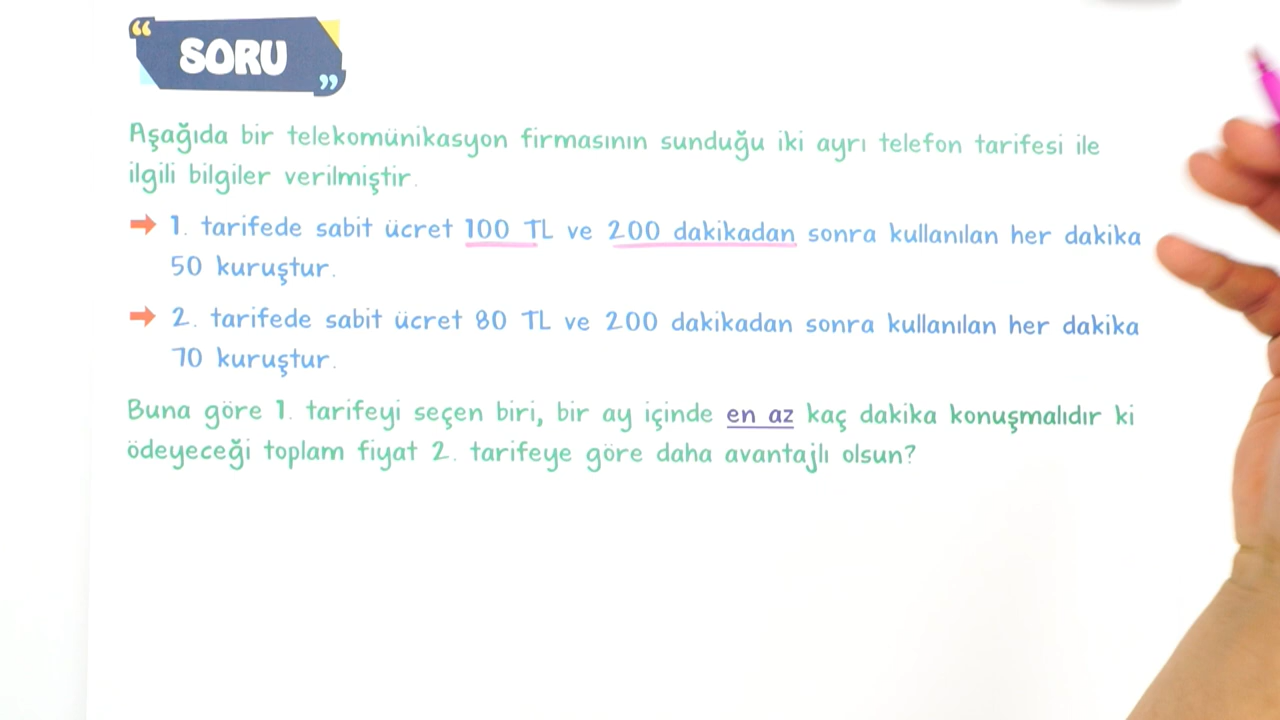 “ SORU ”
Aşağıda bir telekomünikasyon firmasının sunduğu iki ayrı telefon tarifesi ile
ilgili bilgiler verilmiştir.
➡ 1. tarifede sabit ücret 100 TL ve 200 dakikadan sonra kullanılan her dakika
50 kuruştur.
➡ 2. tarifede sabit ücret 80 TL ve 200 dakikadan sonra kullanılan her dakika
70 kuruştur.
Buna göre 1. tarifeyi seçen biri, bir ay içinde en az kaç dakika konuşmalıdır ki
ödeyeceği toplam fiyat 2. tarifeye göre daha avantajlı olsun?